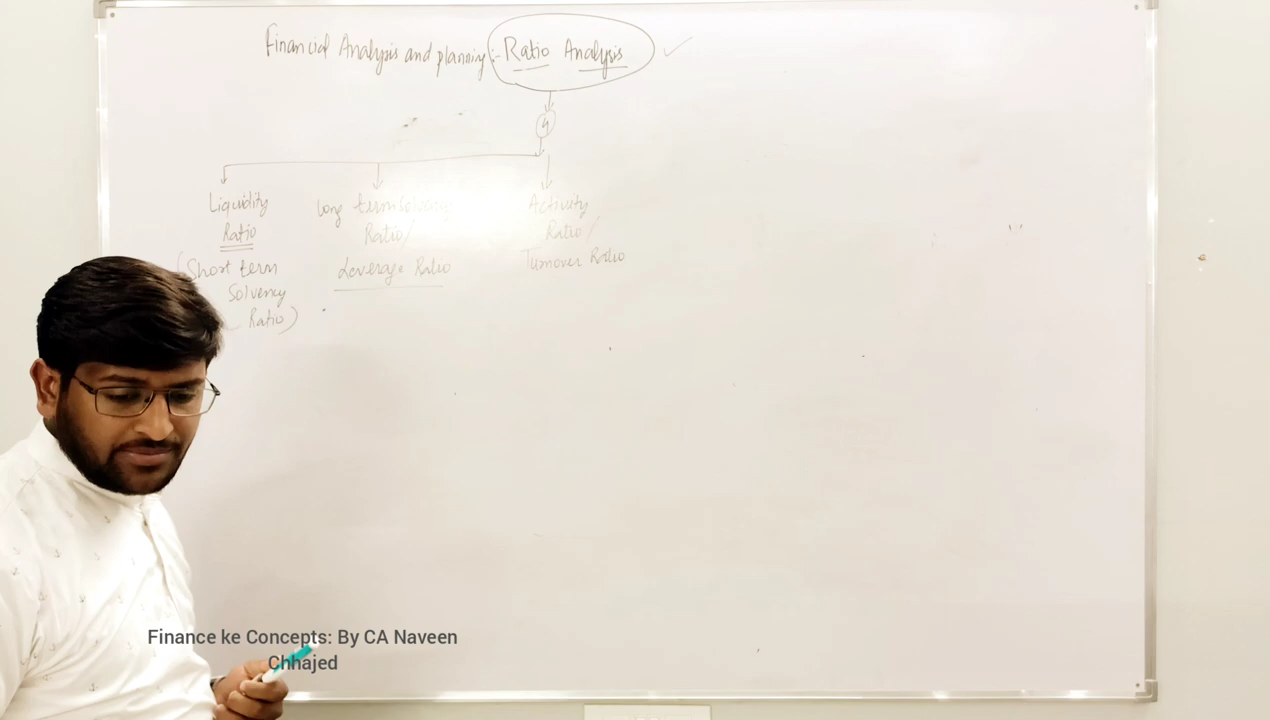 Financial Analysis and planning :- Ratio Analysis
4
Liquidity
Ratio
(Short term
Solvency
Ratio)
Long term solvency
Ratio/
Leverage Ratio
Activity
Ratio/
Turnover Ratio
Finance ke Concepts: By CA Naveen
Chhajed